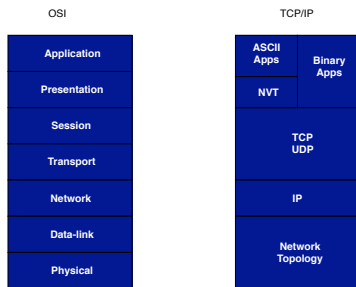 OSI
TCP/IP
Application
Presentation
Session
Transport
Network
Data-link
Physical
ASCII
Apps
Binary
Apps
NVT
TCP
UDP
IP
Network
Topology